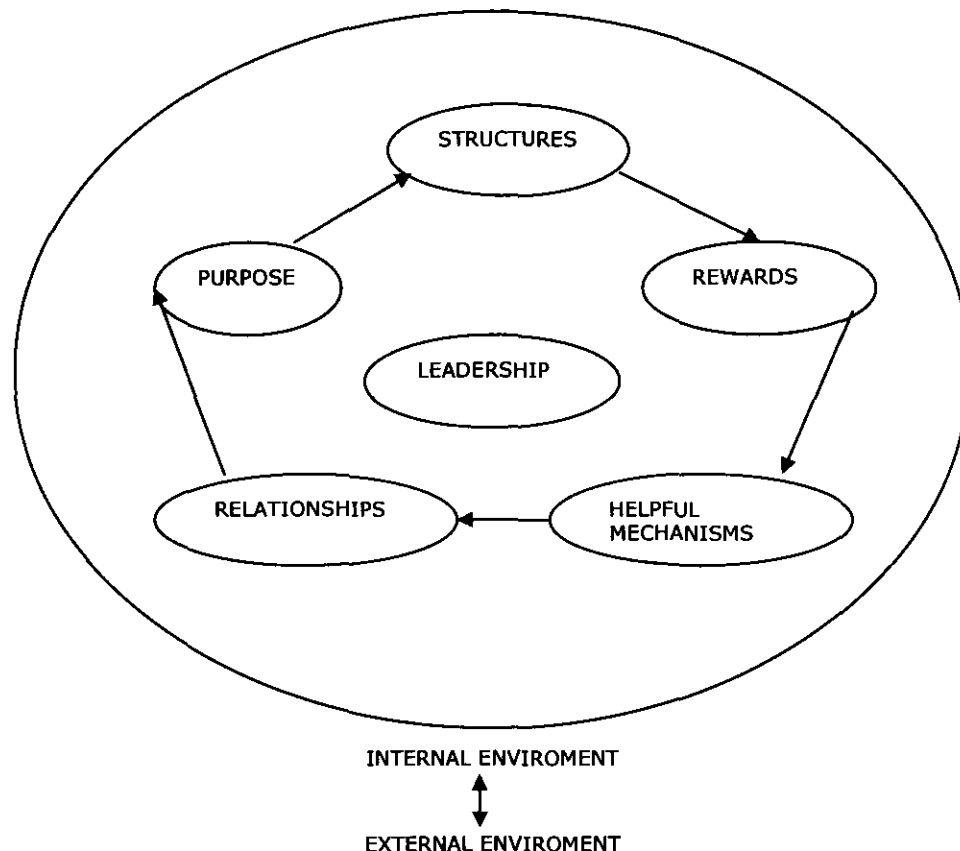 STRUCTURES
PURPOSE
REWARDS
LEADERSHIP
RELATIONSHIPS
HELPFUL
MECHANISMS
INTERNAL ENVIROMENT
EXTERNAL ENVIROMENT